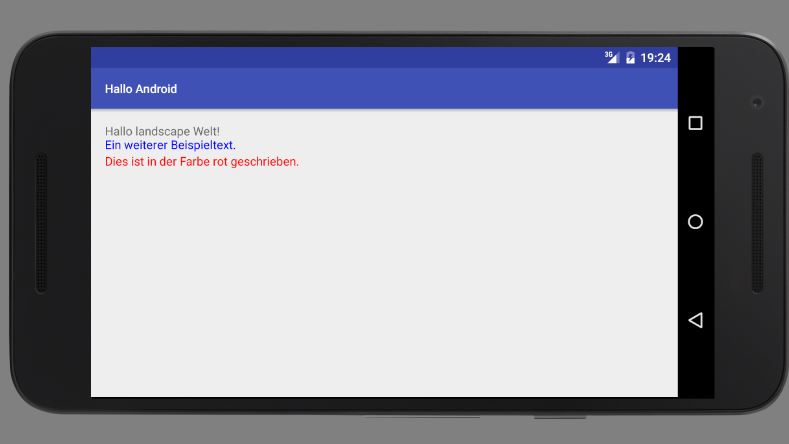 3G 19:24
Hallo Android
Hallo landscape Welt!
Ein weiterer Beispieltext.
Dies ist in der Farbe rot geschrieben.